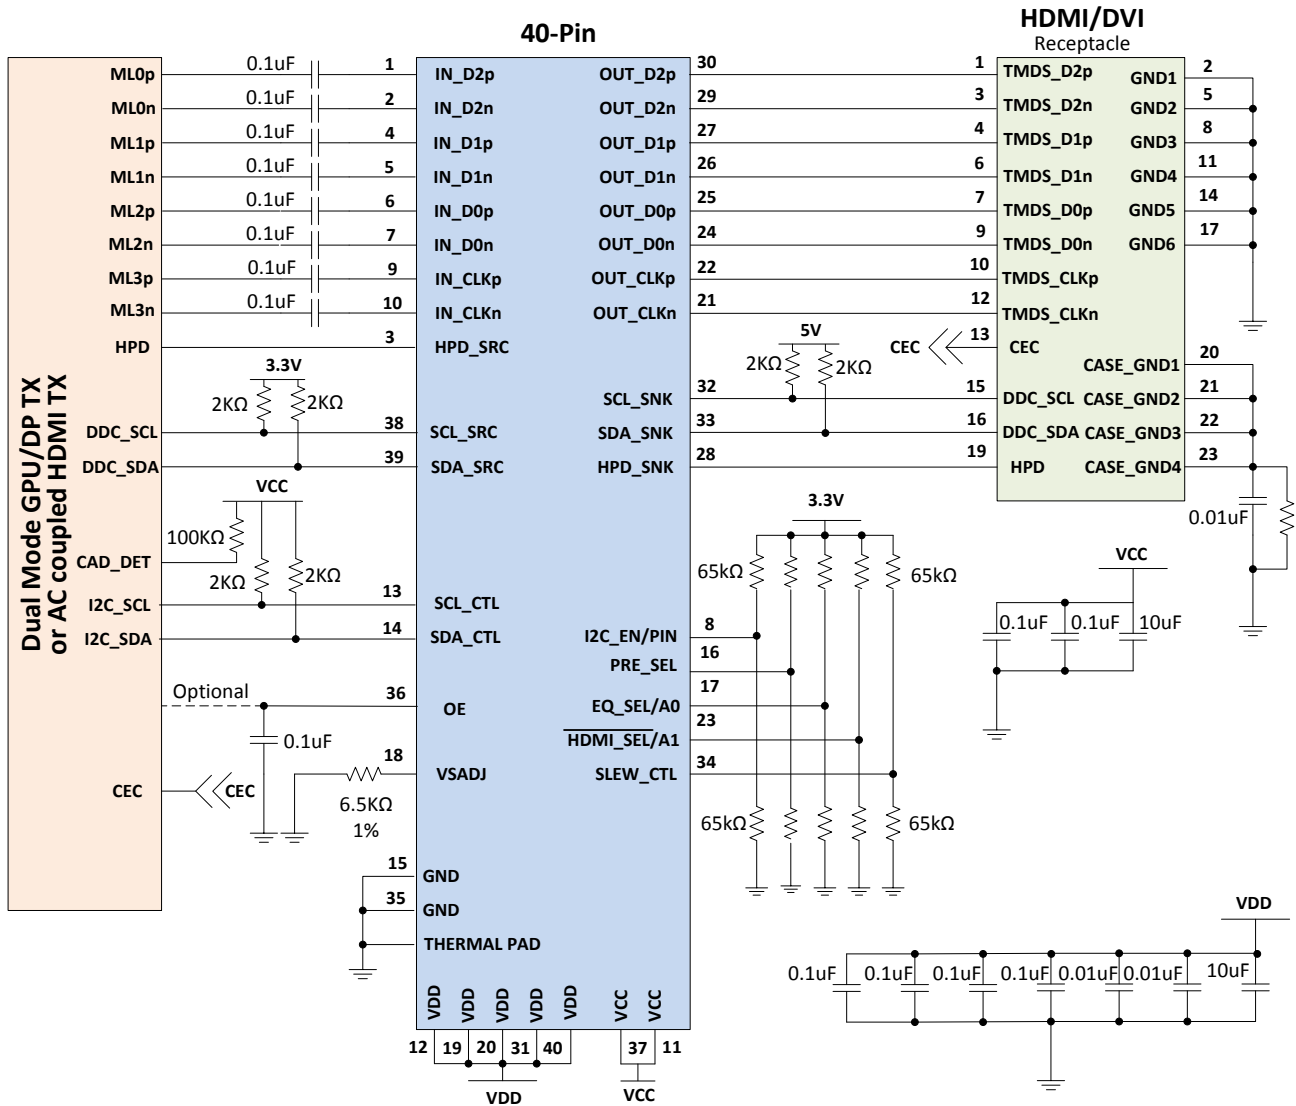 40-Pin
HDMI/DVI
Receptacle
Dual Mode GPU/DP TX
or AC coupled HDMI TX
ML0p 0.1uF 1 IN_D2p OUT_D2p 30 1 TMDS_D2p GND1 2
ML0n 0.1uF 2 IN_D2n OUT_D2n 29 3 TMDS_D2n GND2 5
ML1p 0.1uF 4 IN_D1p OUT_D1p 27 4 TMDS_D1p GND3 8
ML1n 0.1uF 5 IN_D1n OUT_D1n 26 6 TMDS_D1n GND4 11
ML2p 0.1uF 6 IN_D0p OUT_D0p 25 7 TMDS_D0p GND5 14
ML2n 0.1uF 7 IN_D0n OUT_D0n 24 9 TMDS_D0n GND6 17
ML3p 0.1uF 9 IN_CLKp OUT_CLKp 22 10 TMDS_CLKp
ML3n 0.1uF 10 IN_CLKn OUT_CLKn 21 12 TMDS_CLKn
HPD 3 HPD_SRC 5V CEC 13 CEC
3.3V 2KΩ 2KΩ CASE_GND1 20
2KΩ 2KΩ SCL_SNK 32 15 DDC_SCL CASE_GND2 21
DDC_SCL 38 SCL_SRC SDA_SNK 33 16 DDC_SDA CASE_GND3 22
DDC_SDA 39 SDA_SRC HPD_SNK 28 19 HPD CASE_GND4 23
VCC 3.3V 0.01uF
100KΩ
CAD_DET 2KΩ 2KΩ 65kΩ 65kΩ VCC
I2C_SCL 13 SCL_CTL
I2C_SDA 14 SDA_CTL I2C_EN/PIN 8 0.1uF 0.1uF 10uF
PRE_SEL 16
Optional 36 OE EQ_SEL/A0 17
0.1uF HDMI_SEL/A1 23
18 VSADJ SLEW_CTL 34
CEC CEC 6.5KΩ
1% 65kΩ 65kΩ
15 GND
35 GND
THERMAL PAD VDD
0.1uF 0.1uF 0.1uF 0.1uF 0.01uF 0.01uF 10uF
VDD VDD VDD VDD VDD VCC VCC
12 19 20 31 40 37 11
VDD VCC